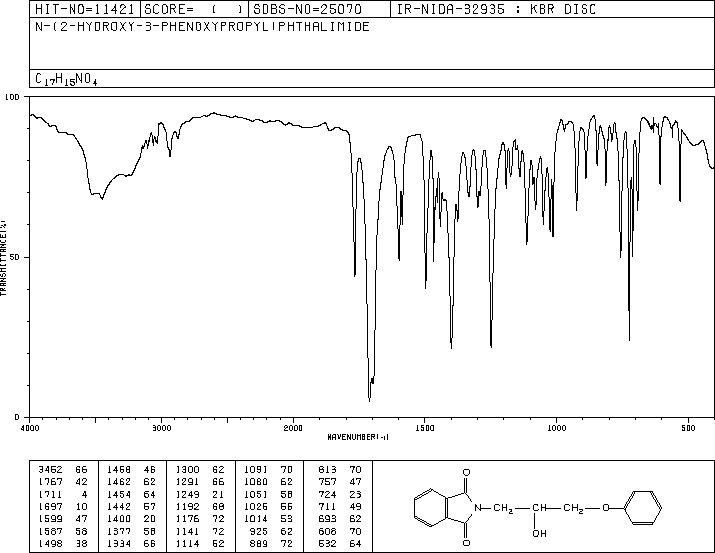 HIT-NO=11421 SCORE= ( ) SDBS-NO=25070 IR-NIDA-32935 : KBR DISC
N-(2-HYDROXY-3-PHENOXYPROPYL)PHTHALIMIDE
C17H15NO4
100
50
0
TRANSMITTANCE(%)
4000 3000 2000 1500 1000 500
WAVENUMBER(-1)
3452 66 1468 46 1300 62 1091 70 813 70
1767 42 1462 62 1291 66 1080 62 757 47
1711 4 1454 64 1249 21 1051 58 724 23
1697 10 1442 57 1192 68 1026 55 711 49
1599 47 1400 20 1176 72 1014 53 693 62
1587 58 1377 58 1141 72 925 62 608 70
1498 38 1334 66 1114 52 889 72 532 64
O
N-CH2-CH-CH2-O
OH
O